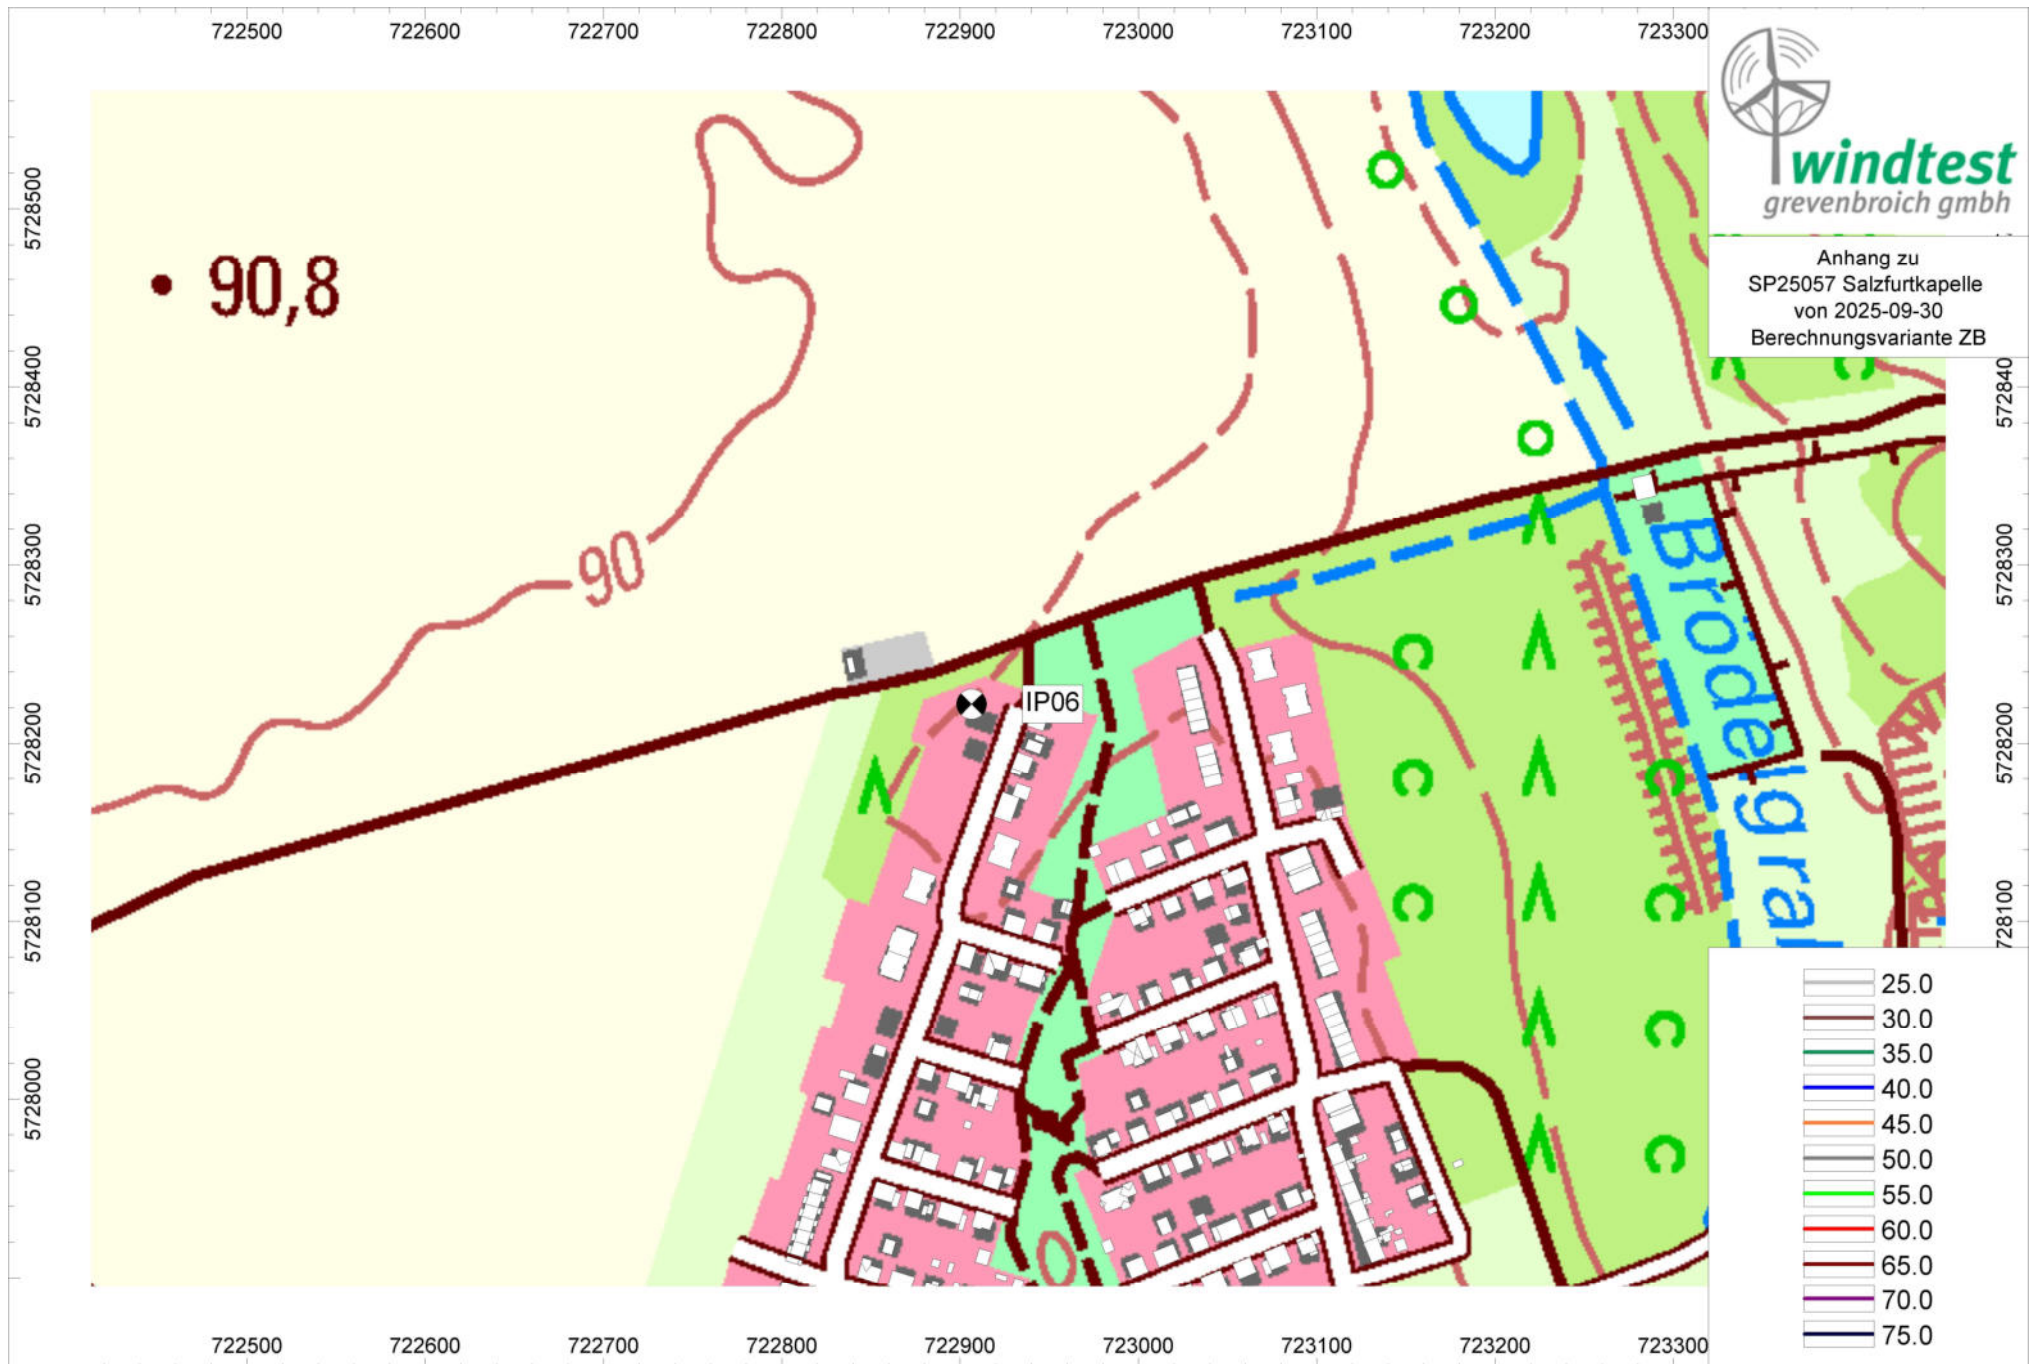 722500 722600 722700 722800 722900 723000 723100 723200 723300
windtest
grevenbroich gmbh
Anhang zu
SP25057 Salzfurtkapelle
von 2025-09-30
Berechnungsvariante ZB
5728500
5728400
5728300
5728200
5728100
5728000
90,8
90
IP06
Brödelgra
572840
5728300
5728200
728100
25.0
30.0
35.0
40.0
45.0
50.0
55.0
60.0
65.0
70.0
75.0
722500 722600 722700 722800 722900 723000 723100 723200 723300